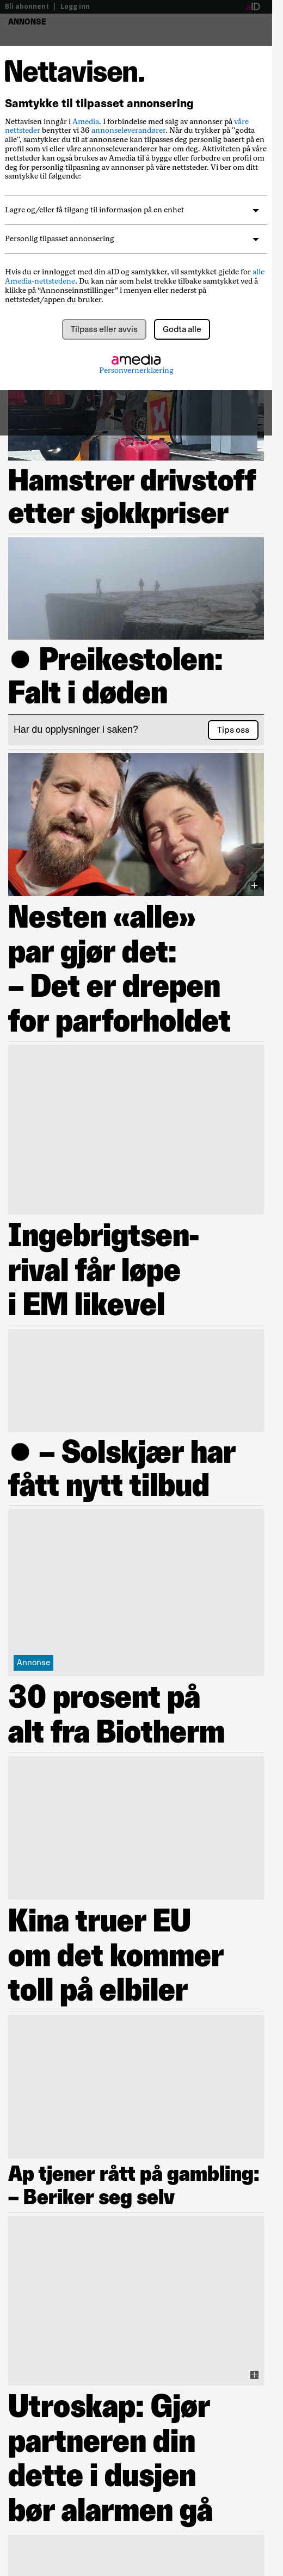 Bli abonnent | Logg inn
aID
ANNONSE
Nettavisen.
Samtykke til tilpasset annonsering
Nettavisen inngår i Amedia. I forbindelse med salg av annonser på våre
nettsteder benytter vi 36 annonseleverandører. Når du trykker på "godta
alle", samtykker du til at annonsene kan tilpasses deg personlig basert på en
profil som vi eller våre annonseleverandører har om deg. Aktiviteten på våre
nettsteder kan også brukes av Amedia til å bygge eller forbedre en profil om
deg for personlig tilpasning av annonser på våre nettsteder. Vi ber om ditt
samtykke til følgende:
Lagre og/eller få tilgang til informasjon på en enhet
Personlig tilpasset annonsering
Hvis du er innlogget med din aID og samtykker, vil samtykket gjelde for alle
Amedia-nettstedene. Du kan når som helst trekke tilbake samtykket ved å
klikke på “Annonseinnstillinger” i menyen eller nederst på
nettstedet/appen du bruker.
Tilpass eller avvis
Godta alle
amedia
Personvernerklæring
Hamstrer drivstoff
etter sjokkpriser
● Preikestolen:
Falt i døden
Har du opplysninger i saken?
Tips oss
Nesten «alle»
par gjør det:
– Det er drepen
for parforholdet
Ingebrigtsen-
rival får løpe
i EM likevel
● – Solskjær har
fått nytt tilbud
Annonse
30 prosent på
alt fra Biotherm
Kina truer EU
om det kommer
toll på elbiler
Ap tjener rått på gambling:
– Beriker seg selv
Utroskap: Gjør
partneren din
dette i dusjen
bør alarmen gå